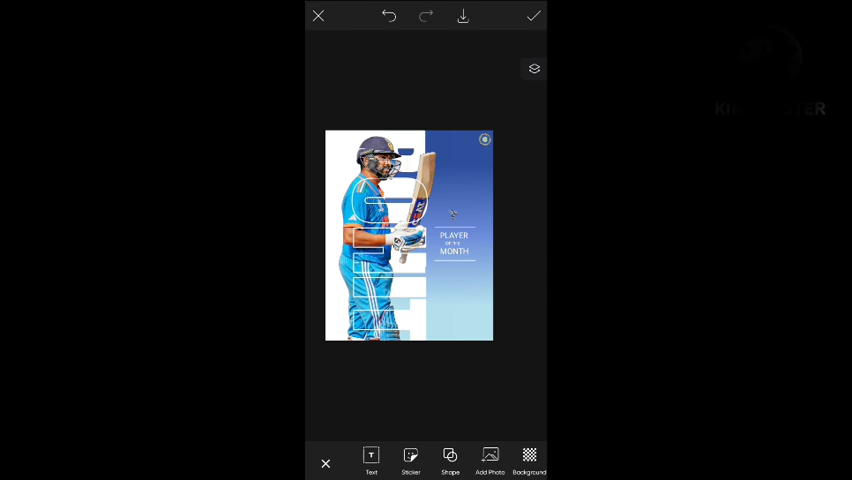 PLAYER
OF THE
MONTH
Text
Sticker
Shape
Add Photo
Background